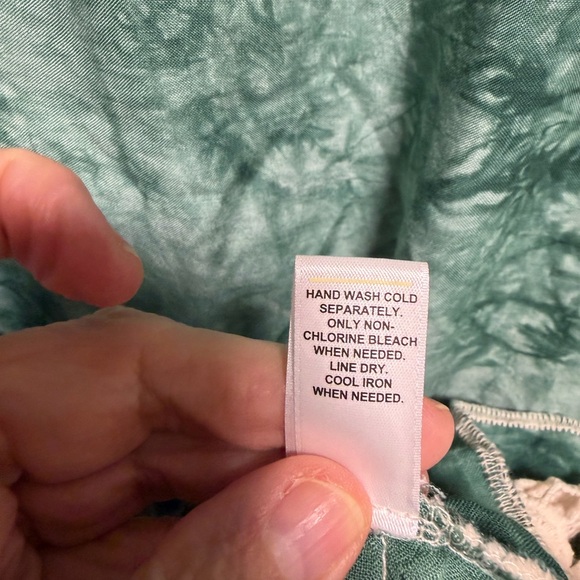 HAND WASH COLD
SEPARATELY.
ONLY NON-
CHLORINE BLEACH
WHEN NEEDED.
LINE DRY.
COOL IRON
WHEN NEEDED.